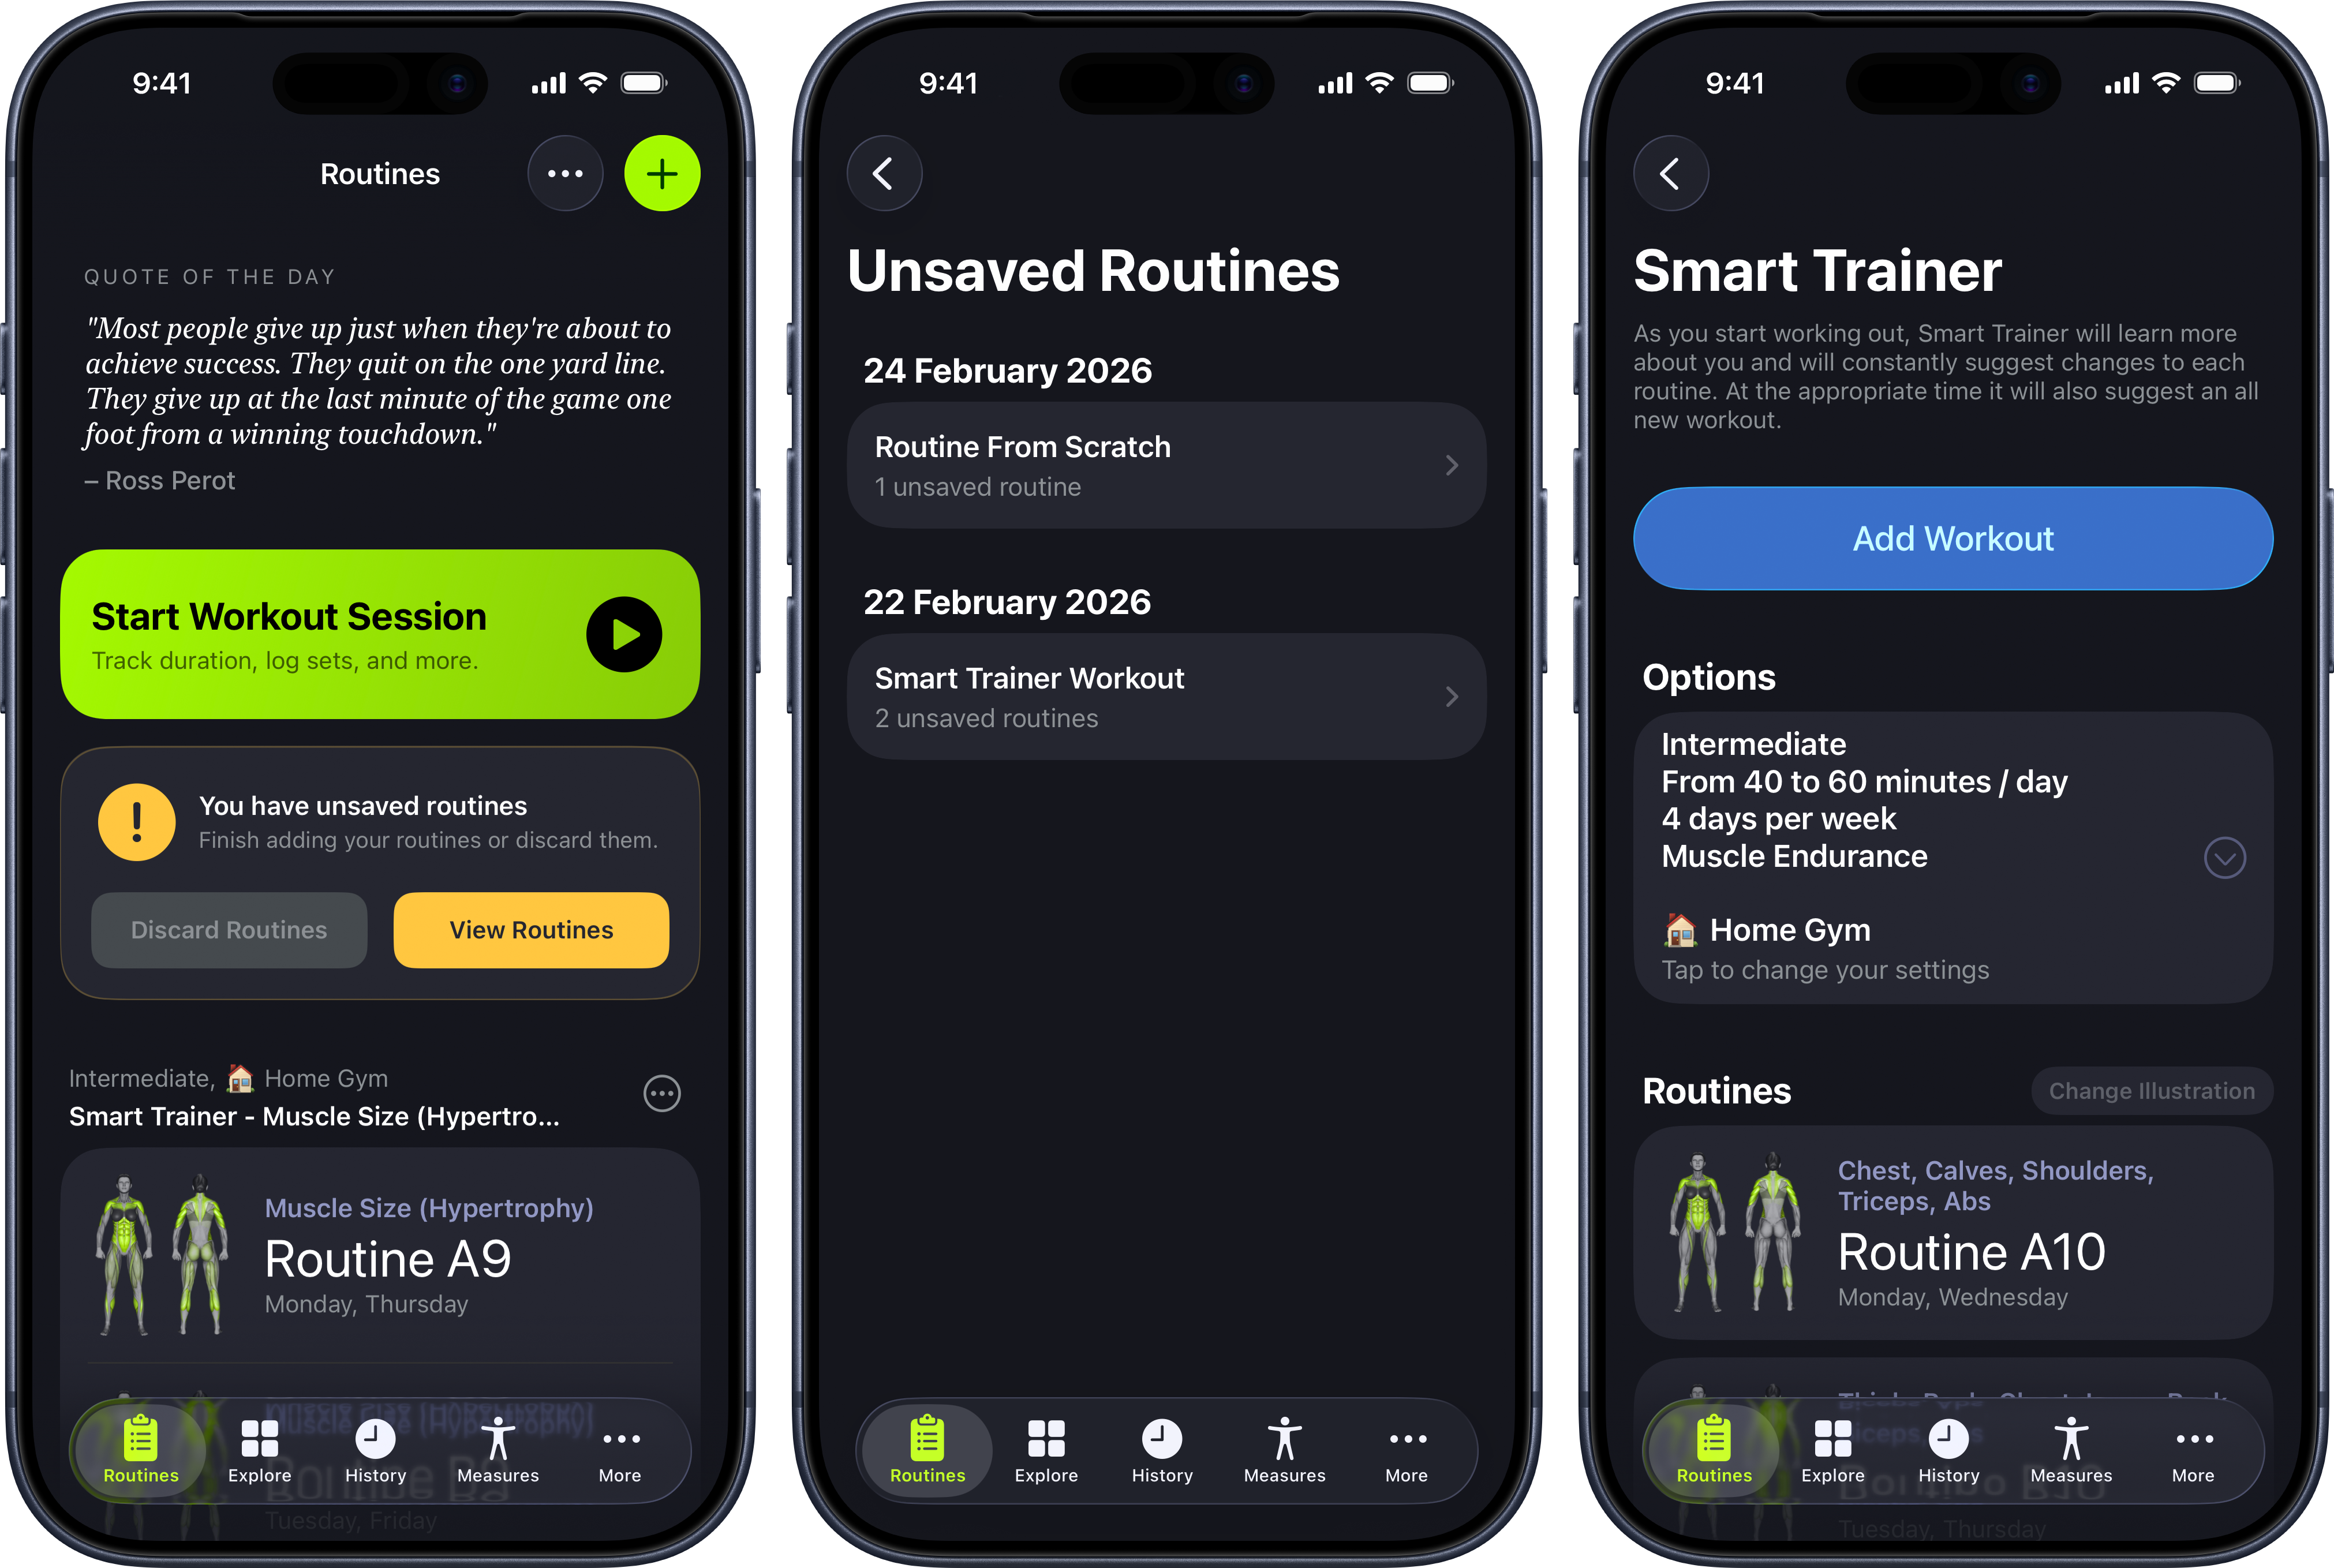 9:41
Routines
QUOTE OF THE DAY
"Most people give up just when they're about to
achieve success. They quit on the one yard line.
They give up at the last minute of the game one
foot from a winning touchdown."
– Ross Perot
Start Workout Session
Track duration, log sets, and more.
You have unsaved routines
Finish adding your routines or discard them.
Discard Routines
View Routines
Intermediate, 🏠 Home Gym
Smart Trainer - Muscle Size (Hypertro...
Muscle Size (Hypertrophy)
Routine A9
Monday, Thursday
Muscle Size (Hypertrophy)
Routine B9
Tuesday, Friday
Routines
Explore
History
Measures
More
9:41
Unsaved Routines
24 February 2026
Routine From Scratch
1 unsaved routine
22 February 2026
Smart Trainer Workout
2 unsaved routines
Routines
Explore
History
Measures
More
9:41
Smart Trainer
As you start working out, Smart Trainer will learn more
about you and will constantly suggest changes to each
routine. At the appropriate time it will also suggest an all
new workout.
Add Workout
Options
Intermediate
From 40 to 60 minutes / day
4 days per week
Muscle Endurance
🏠 Home Gym
Tap to change your settings
Routines
Change Illustration
Chest, Calves, Shoulders,
Triceps, Abs
Routine A10
Monday, Wednesday
Routine B10
Tuesday, Thursday
Routines
Explore
History
Measures
More